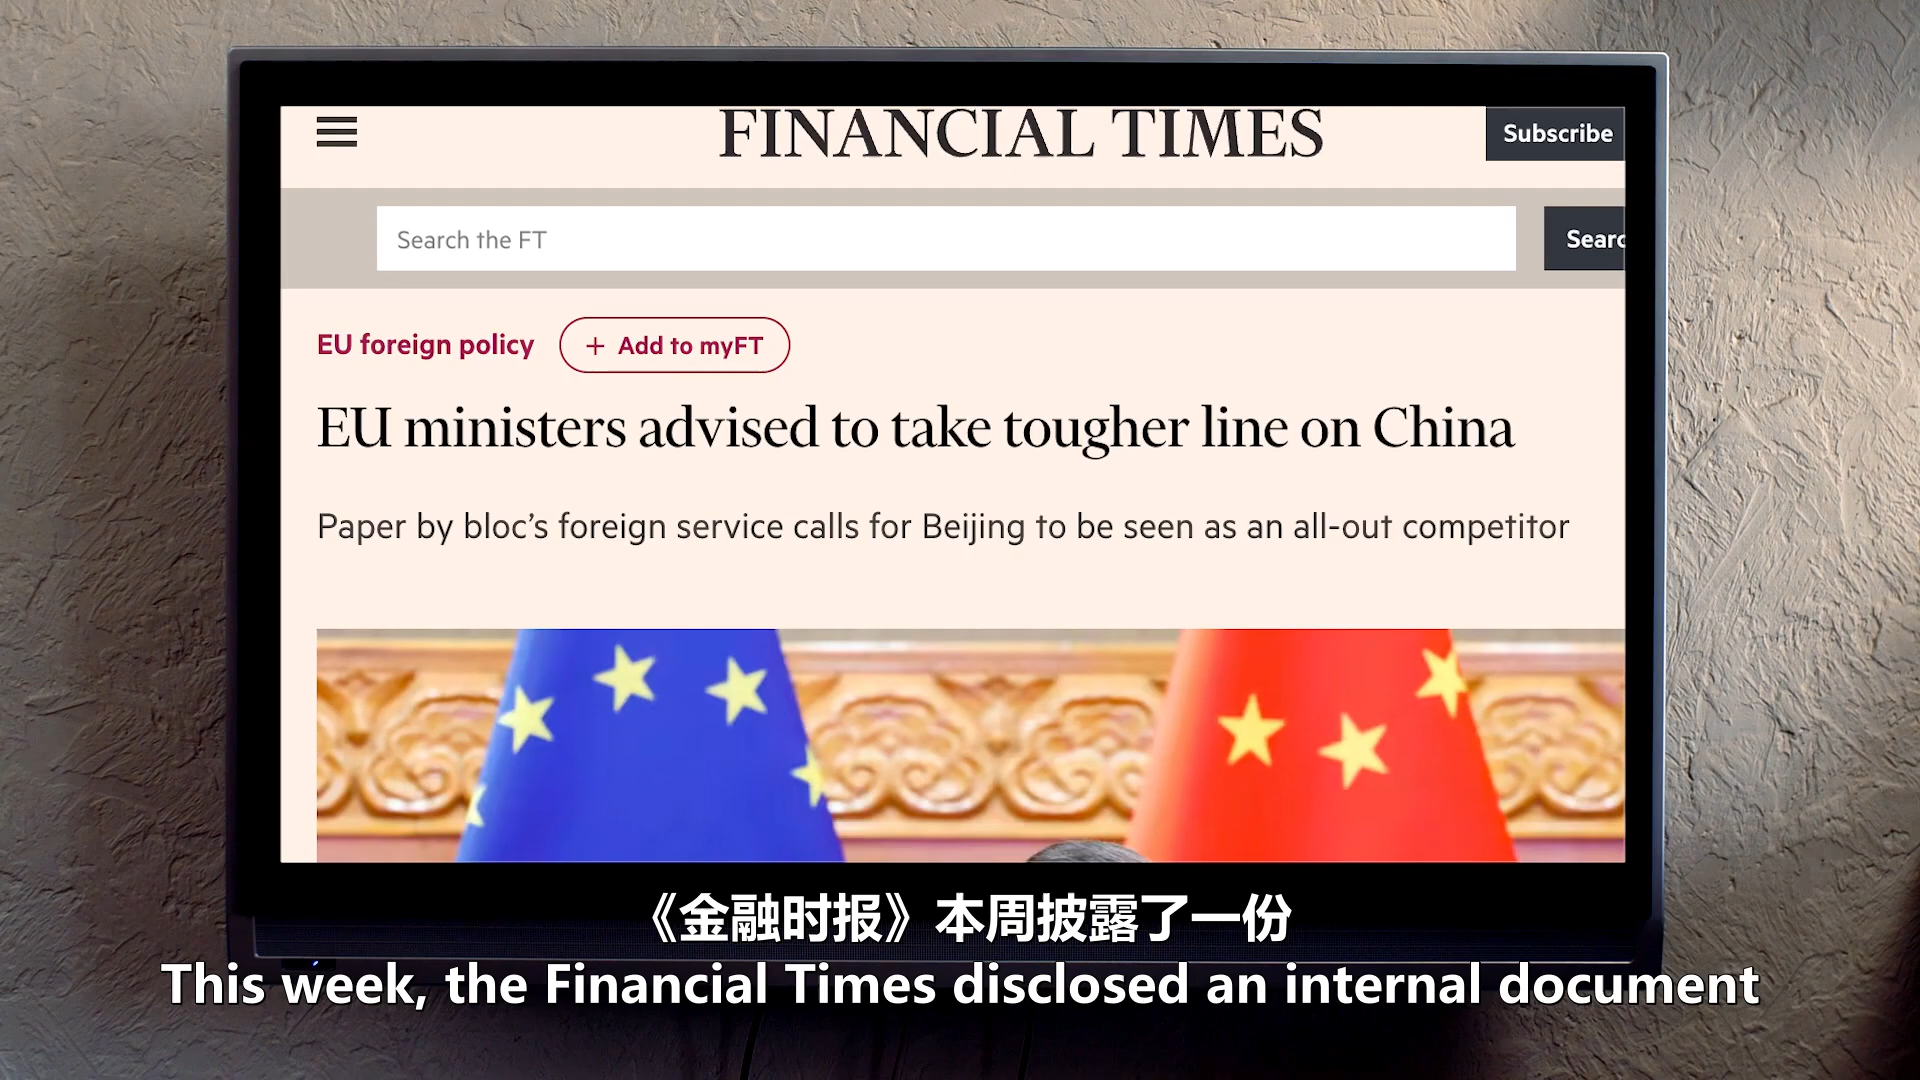 FINANCIAL TIMES
Subscribe
Search the FT
Searc
EU foreign policy
+ Add to myFT
EU ministers advised to take tougher line on China
Paper by bloc’s foreign service calls for Beijing to be seen as an all-out competitor
《金融时报》本周披露了一份
This week, the Financial Times disclosed an internal document